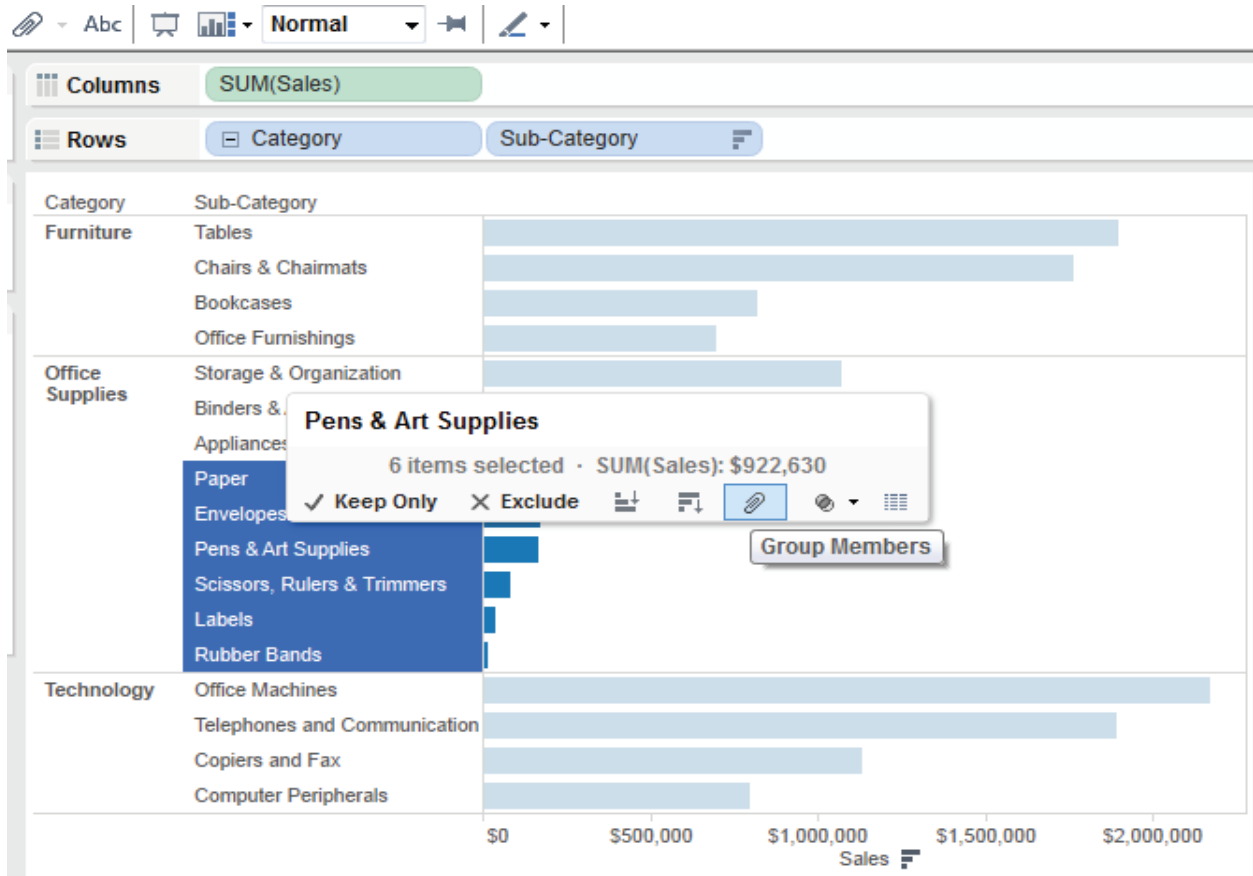 Abc Normal
Columns SUM(Sales)
Rows Category Sub-Category
Category Sub-Category
Furniture Tables
Chairs & Chairmats
Bookcases
Office Furnishings
Office Supplies Storage & Organization
Binders &
Appliances
Pens & Art Supplies
6 items selected · SUM(Sales): $922,630
Keep Only Exclude
Group Members
Paper
Envelopes
Pens & Art Supplies
Scissors, Rulers & Trimmers
Labels
Rubber Bands
Technology Office Machines
Telephones and Communication
Copiers and Fax
Computer Peripherals
$0 $500,000 $1,000,000 $1,500,000 $2,000,000
Sales